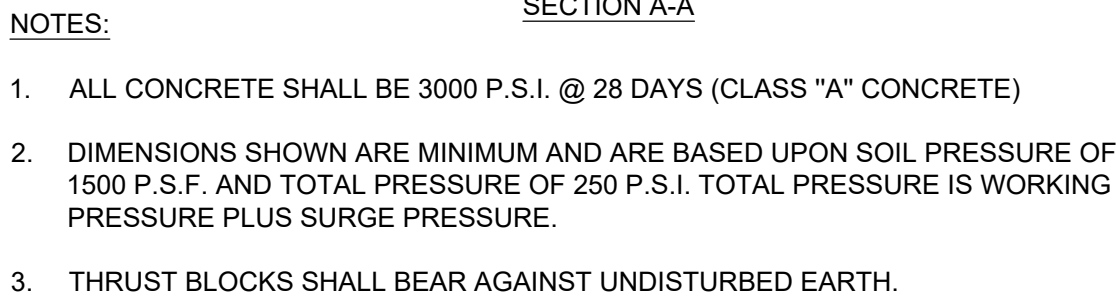 SECTION A-A
NOTES:
1. ALL CONCRETE SHALL BE 3000 P.S.I. @ 28 DAYS (CLASS "A" CONCRETE)
2. DIMENSIONS SHOWN ARE MINIMUM AND ARE BASED UPON SOIL PRESSURE OF
1500 P.S.F. AND TOTAL PRESSURE OF 250 P.S.I. TOTAL PRESSURE IS WORKING
PRESSURE PLUS SURGE PRESSURE.
3. THRUST BLOCKS SHALL BEAR AGAINST UNDISTURBED EARTH.